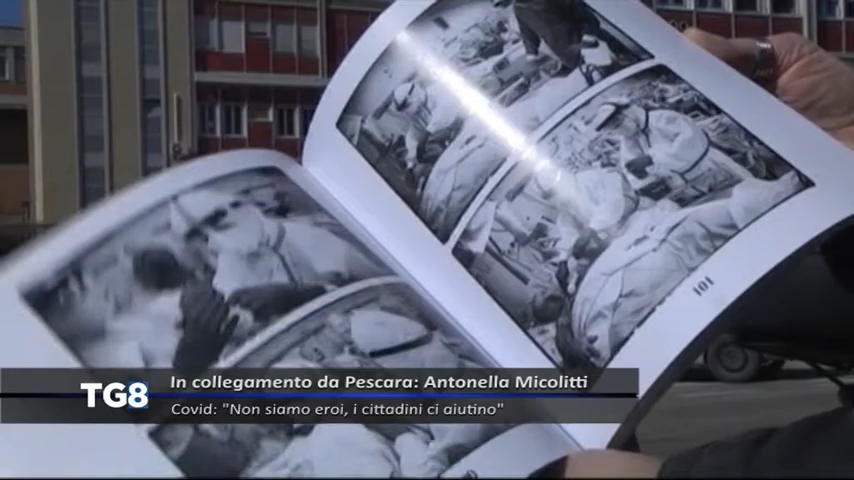 101
TG8
In collegamento da Pescara: Antonella Micolitti
Covid: "Non siamo eroi, i cittadini ci aiutino"